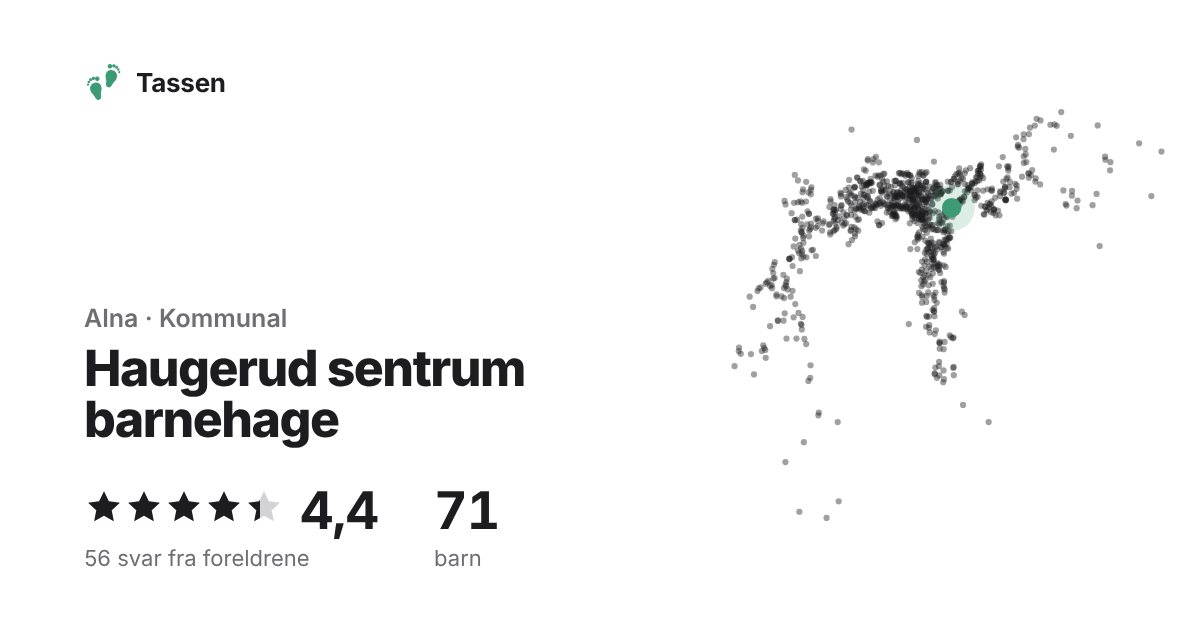 Tassen
Alna · Kommunal
Haugerud sentrum
barnehage
4,4
71
56 svar fra foreldrene
barn